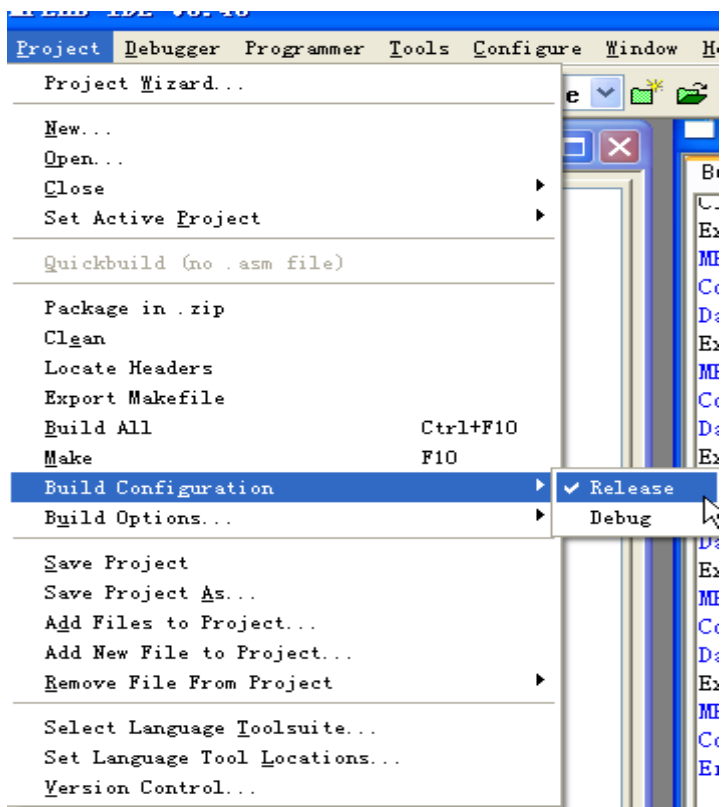 Project Debugger Programmer Tools Configure Window
Project Wizard...
New...
Open...
Close
Set Active Project
Quickbuild (no .asm file)
Package in .zip
Clean
Locate Headers
Export Makefile
Build All Ctrl+F10
Make F10
Build Configuration
Release
Build Options...
Debug
Save Project
Save Project As...
Add Files to Project...
Add New File to Project...
Remove File From Project
Select Language Toolsuite...
Set Language Tool Locations...
Version Control...